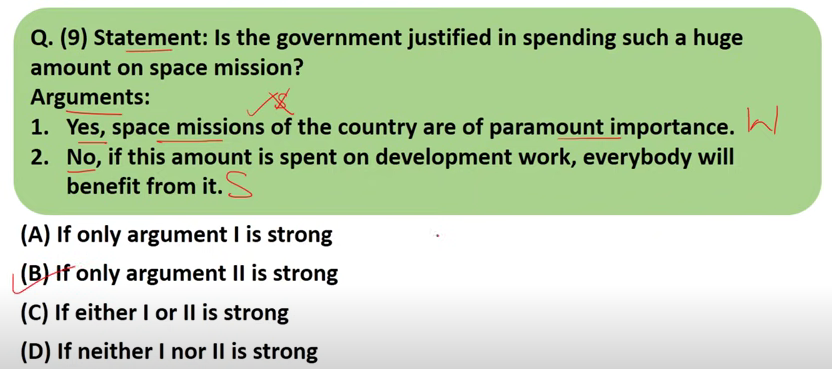 Q. (9) Statement: Is the government justified in spending such a huge
amount on space mission?
Arguments:
1. Yes, space missions of the country are of paramount importance. W
2. No, if this amount is spent on development work, everybody will
benefit from it. S
(A) If only argument I is strong
(B) If only argument II is strong
(C) If either I or II is strong
(D) If neither I nor II is strong